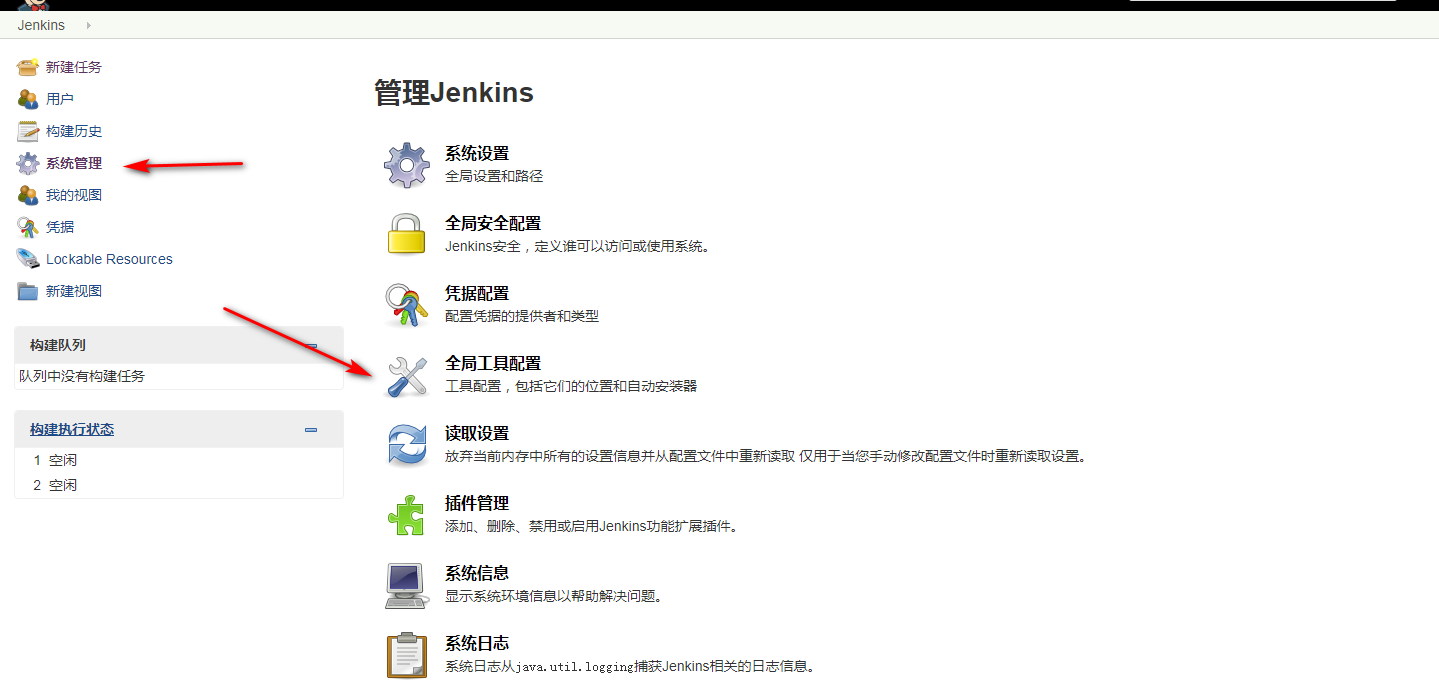 Jenkins
新建任务
用户
构建历史
系统管理
我的视图
凭据
Lockable Resources
新建视图
构建队列
队列中没有构建任务
构建执行状态
1 空闲
2 空闲
管理Jenkins
系统设置
全局设置和路径
全局安全配置
Jenkins安全，定义谁可以访问或使用系统。
凭据配置
配置凭据的提供者和类型
全局工具配置
工具配置，包括它们的位置和自动安装器
读取设置
放弃当前内存中所有的设置信息并从配置文件中重新读取 仅用于当您手动修改配置文件时重新读取设置。
插件管理
添加、删除、禁用或启用Jenkins功能扩展插件。
系统信息
显示系统环境信息以帮助解决问题。
系统日志
系统日志从java.util.logging捕获Jenkins相关的日志信息。